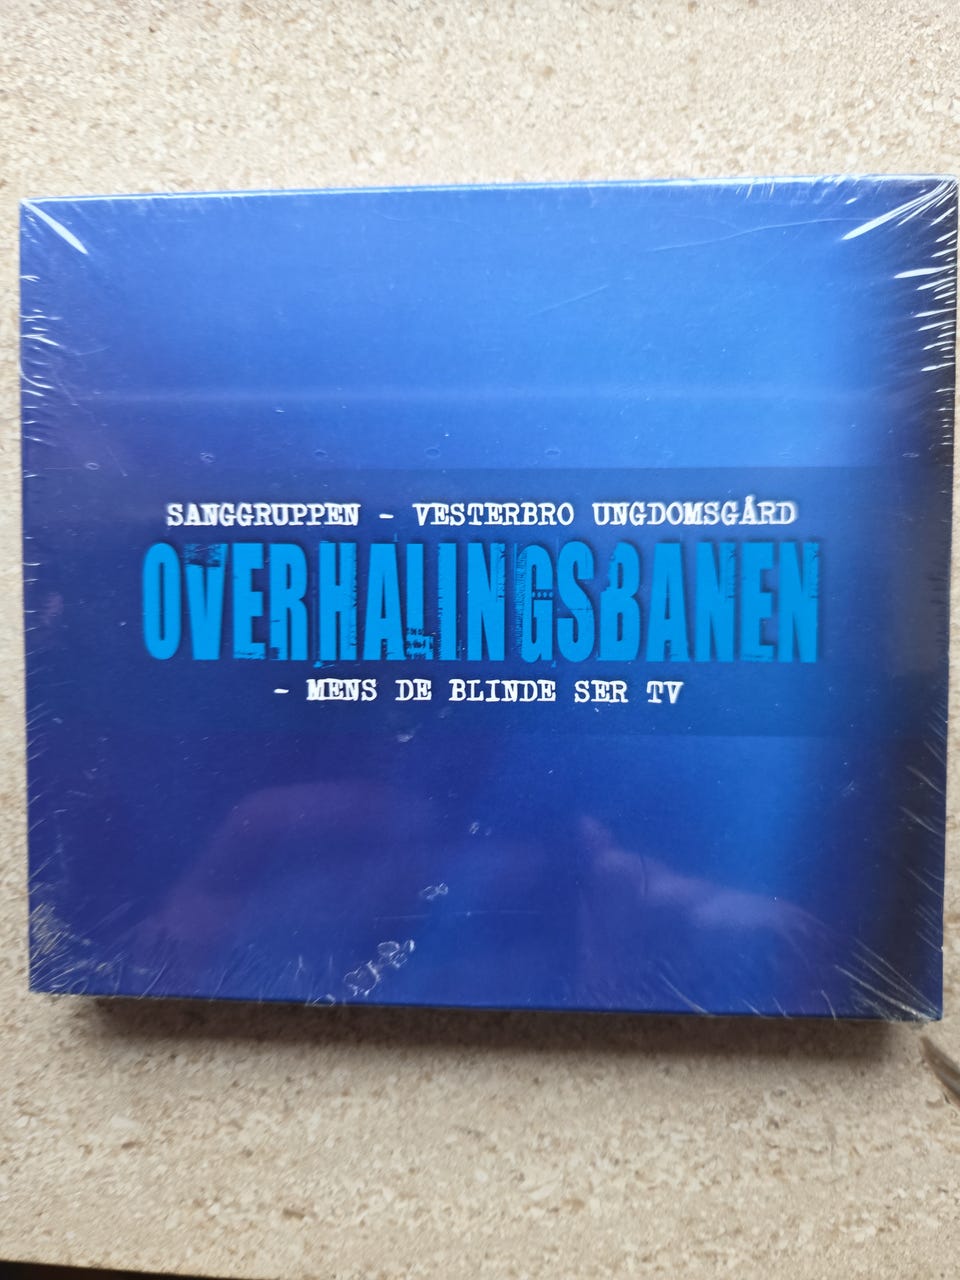 SANGGRUPPEN - VESTERBRO UNGDOMSGÅRD
OVERHALINGSBANEN
- MENS DE BLINDE SER TV